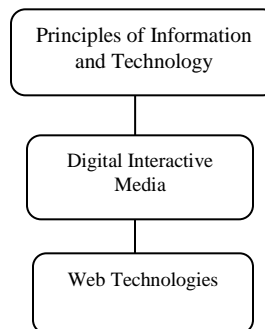 Principles of Information
and Technology
Digital Interactive
Media
Web Technologies